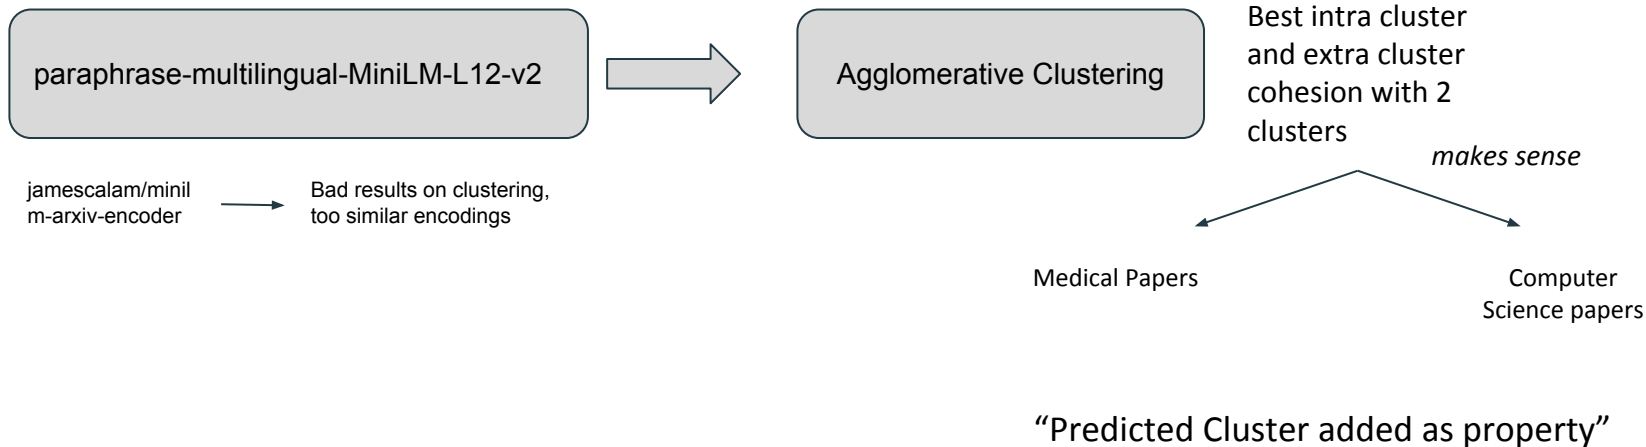 paraphrase-multilingual-MiniLM-L12-v2
Agglomerative Clustering
Best intra cluster
and extra cluster
cohesion with 2
clusters
makes sense
jamescalam/minil
m-arxiv-encoder
Bad results on clustering,
too similar encodings
Medical Papers
Computer
Science papers
“Predicted Cluster added as property”